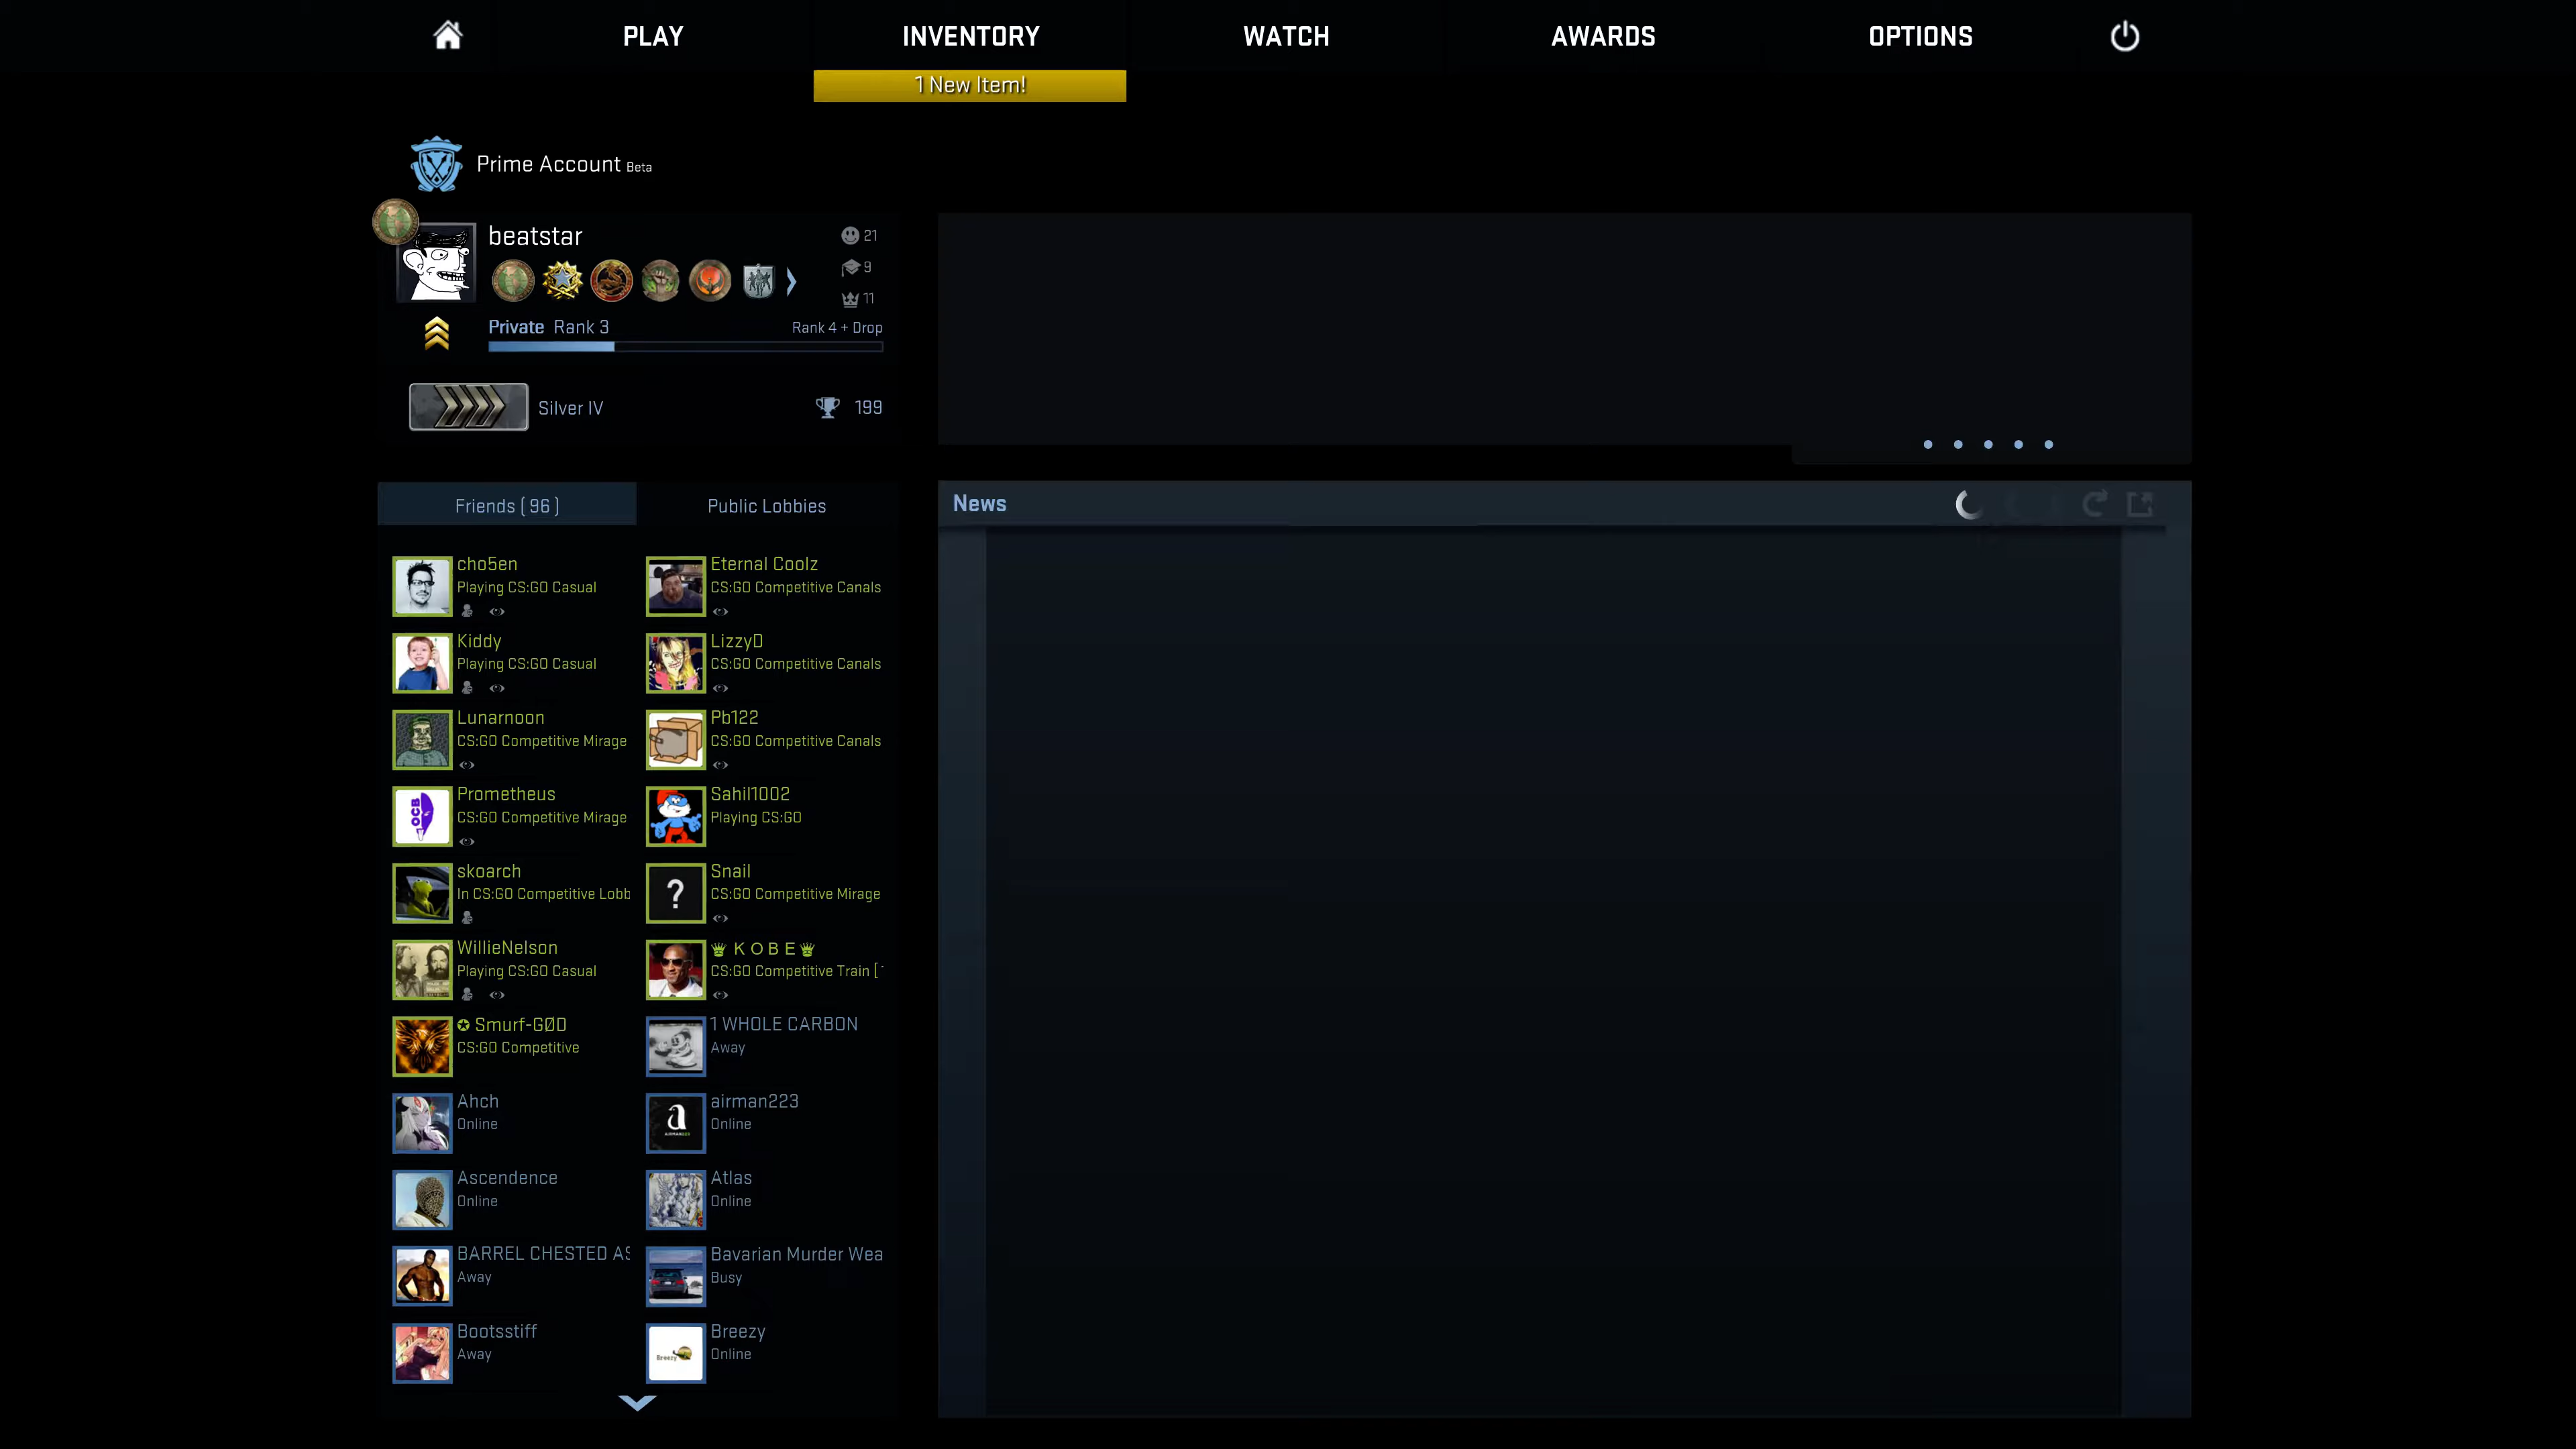 PLAY
INVENTORY
WATCH
AWARDS
OPTIONS
1 New Item!
Prime Account Beta
beatstar
21
9
11
Private Rank 3
Rank 4 + Drop
Silver IV
199
Friends ( 96 )
Public Lobbies
News
cho5en
Playing CS:GO Casual
Eternal Coolz
CS:GO Competitive Canals
Kiddy
Playing CS:GO Casual
LizzyD
CS:GO Competitive Canals
Lunarnoon
CS:GO Competitive Mirage
Pb122
CS:GO Competitive Canals
OCB
Prometheus
CS:GO Competitive Mirage
Sahil1002
Playing CS:GO
skoarch
In CS:GO Competitive Lobb
?
Snail
CS:GO Competitive Mirage
WillieNelson
Playing CS:GO Casual
♛ K O B E ♛
CS:GO Competitive Train [
✪ Smurf-GØD
CS:GO Competitive
1 WHOLE CARBON
Away
Ahch
Online
a
AIRMAN223
airman223
Online
Ascendence
Online
Atlas
Online
BARREL CHESTED AS
Away
Bavarian Murder Wea
Busy
Bootsstiff
Away
Breezy
Breezy
Online